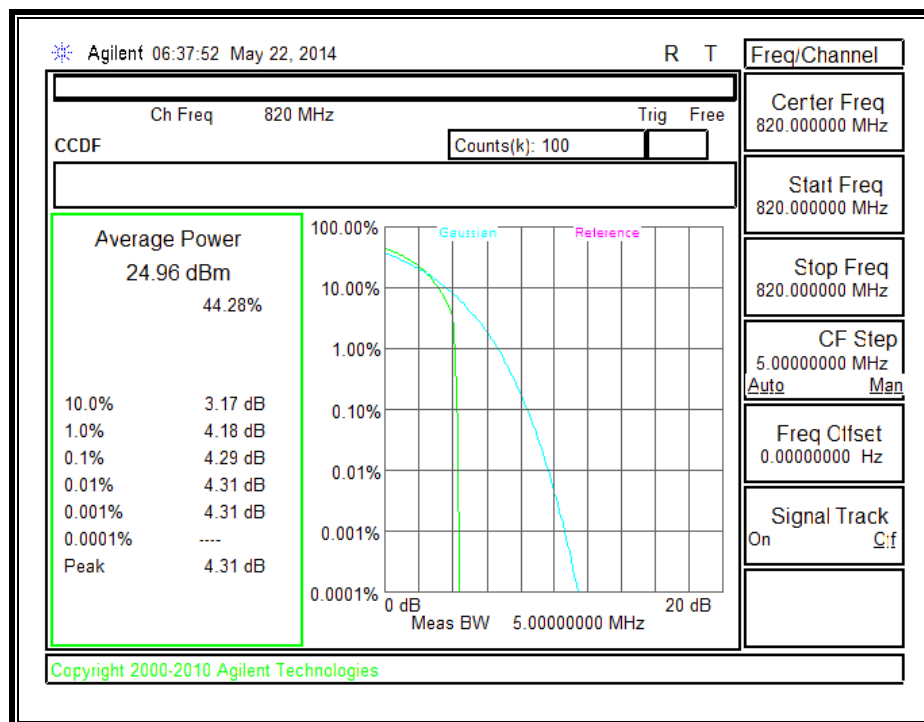 Agilent 06:37:52 May 22, 2014
R T
Ch Freq 820 MHz
Trig Free
CCDF
Counts(k): 100
Average Power
24.96 dBm
44.28%
10.0% 3.17 dB
1.0% 4.18 dB
0.1% 4.29 dB
0.01% 4.31 dB
0.001% 4.31 dB
0.0001% ----
Peak 4.31 dB
Gaussian Reference
100.00%
10.00%
1.00%
0.10%
0.01%
0.001%
0.0001%
0 dB 20 dB
Meas BW 5.00000000 MHz
Freq/Channel
Center Freq
820.000000 MHz
Start Freq
820.000000 MHz
Stop Freq
820.000000 MHz
CF Step
5.00000000 MHz
Auto Man
Freq Offset
0.00000000 Hz
Signal Track
On Off
Copyright 2000-2010 Agilent Technologies